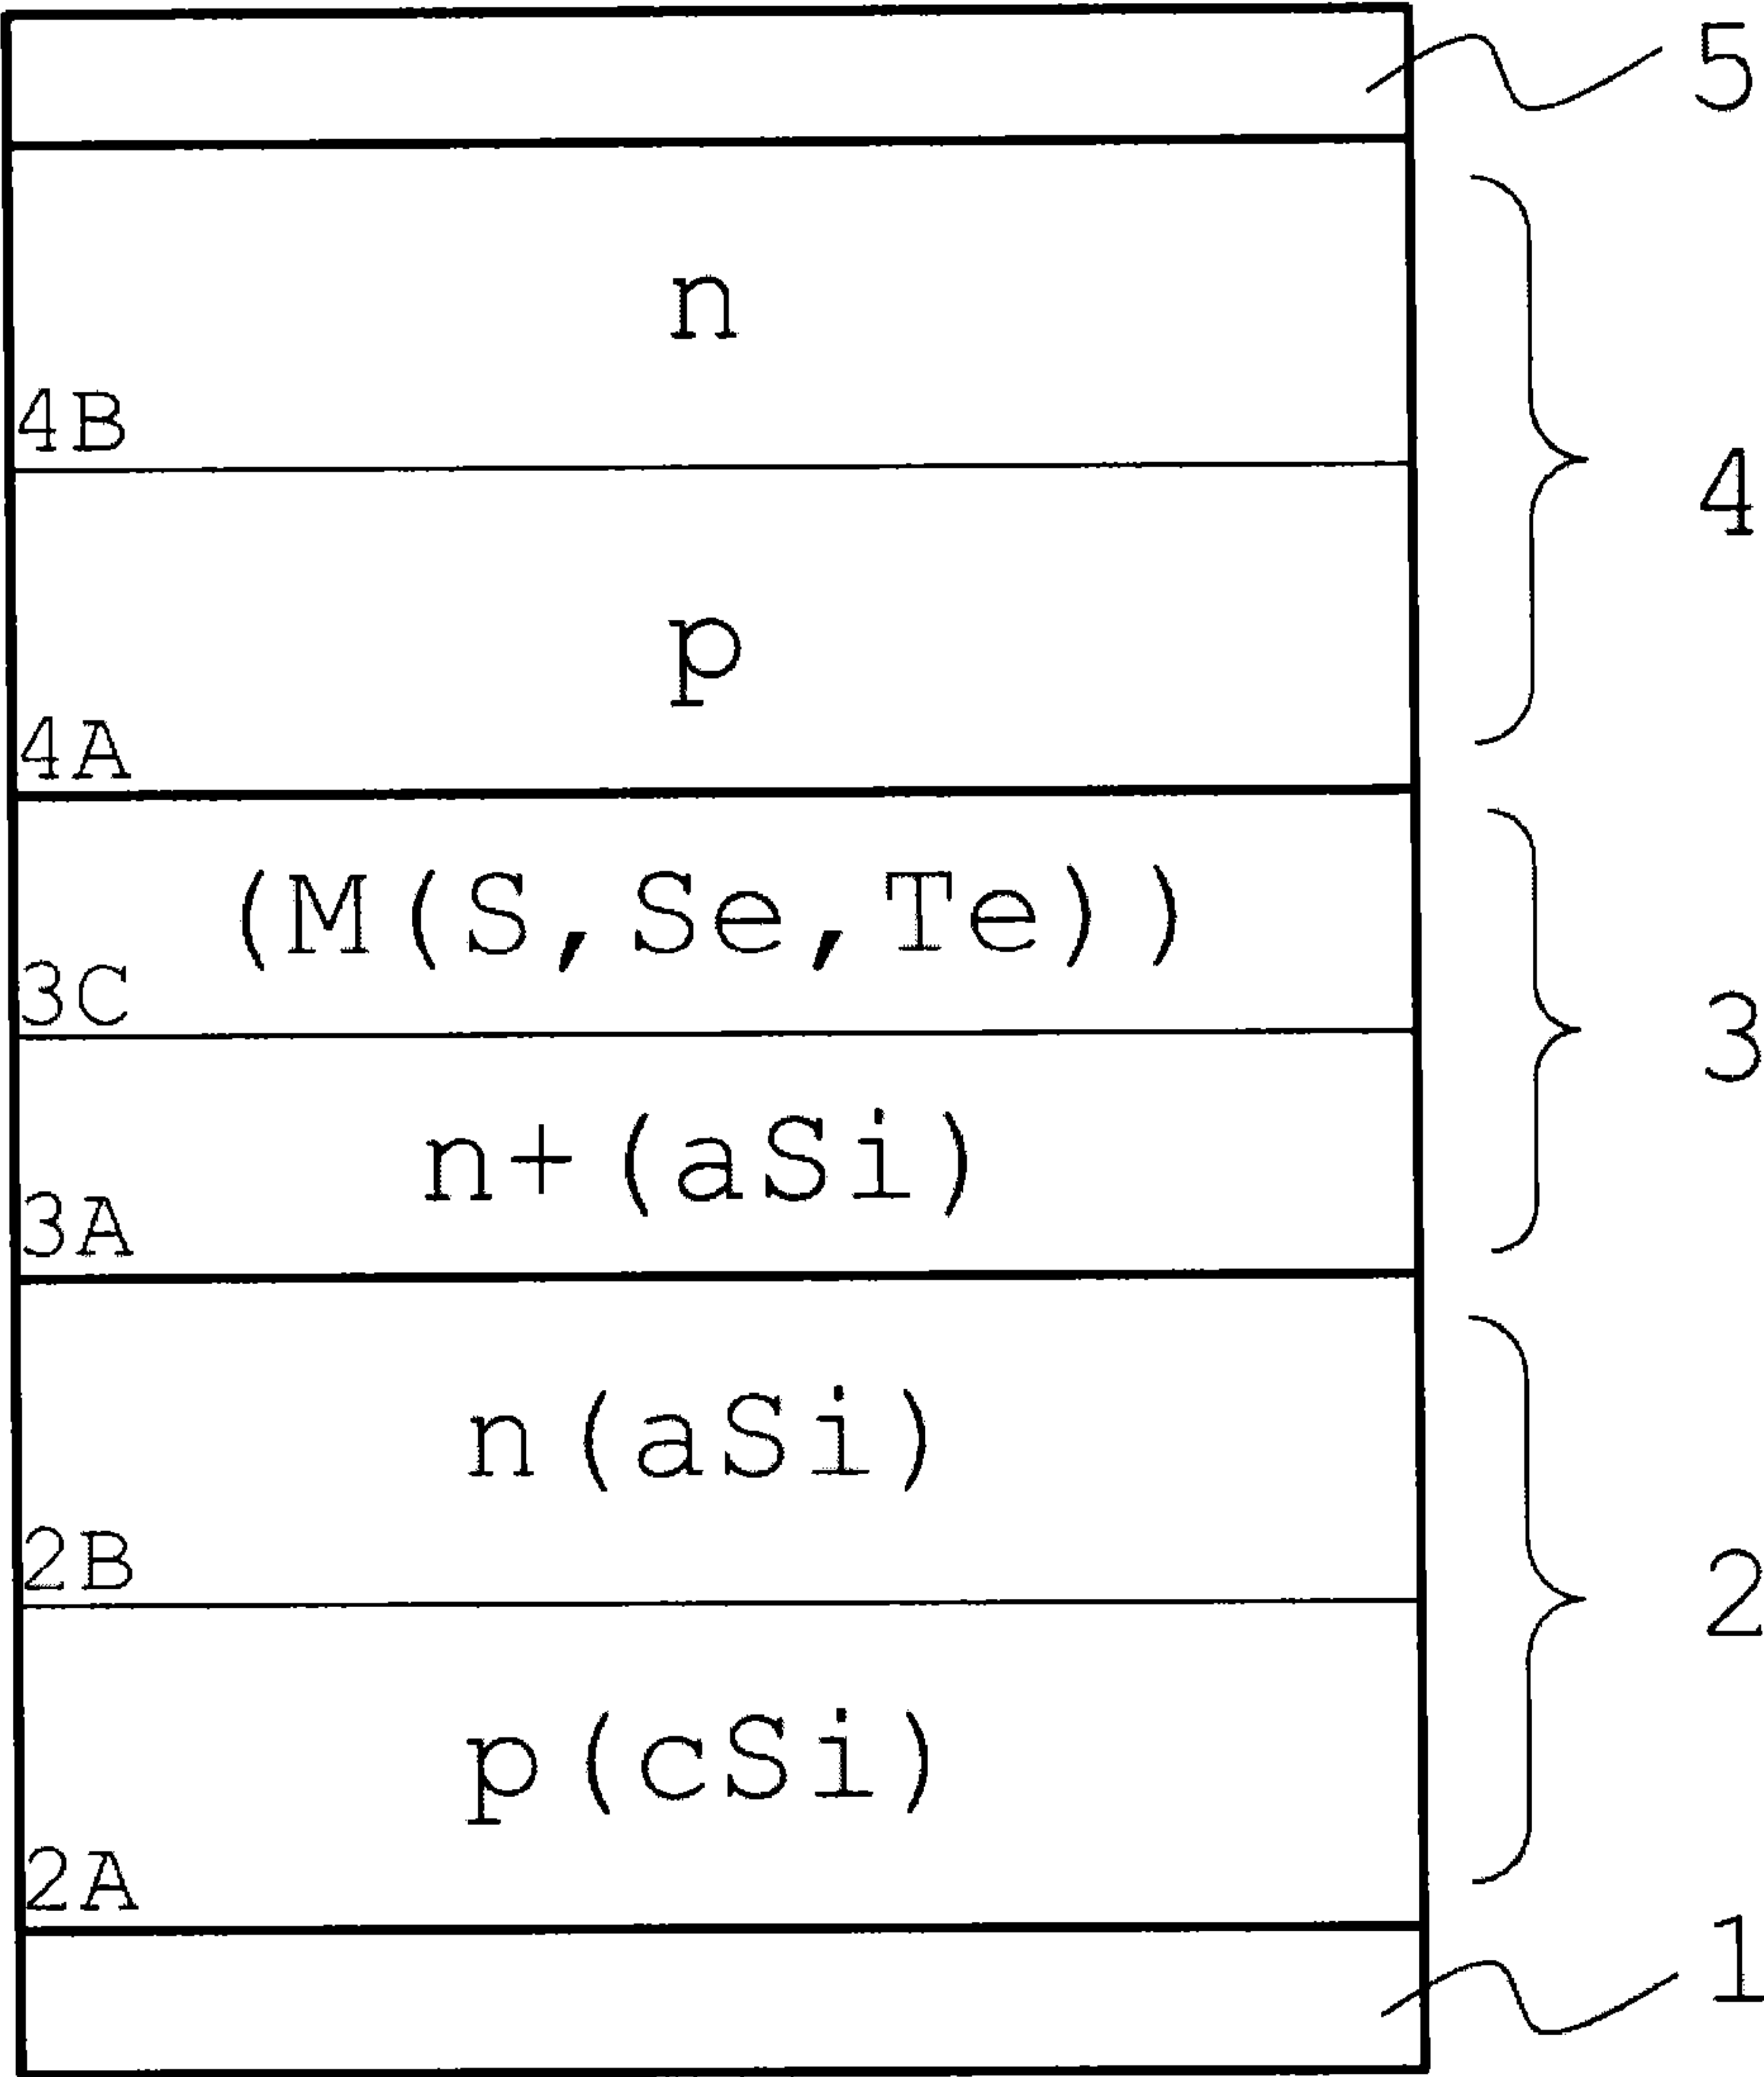 5
n
4B
4
p
4A
(M(S,Se,Te))
3C
3
n+(aSi)
3A
n(aSi)
2B
2
p(cSi)
2A
1